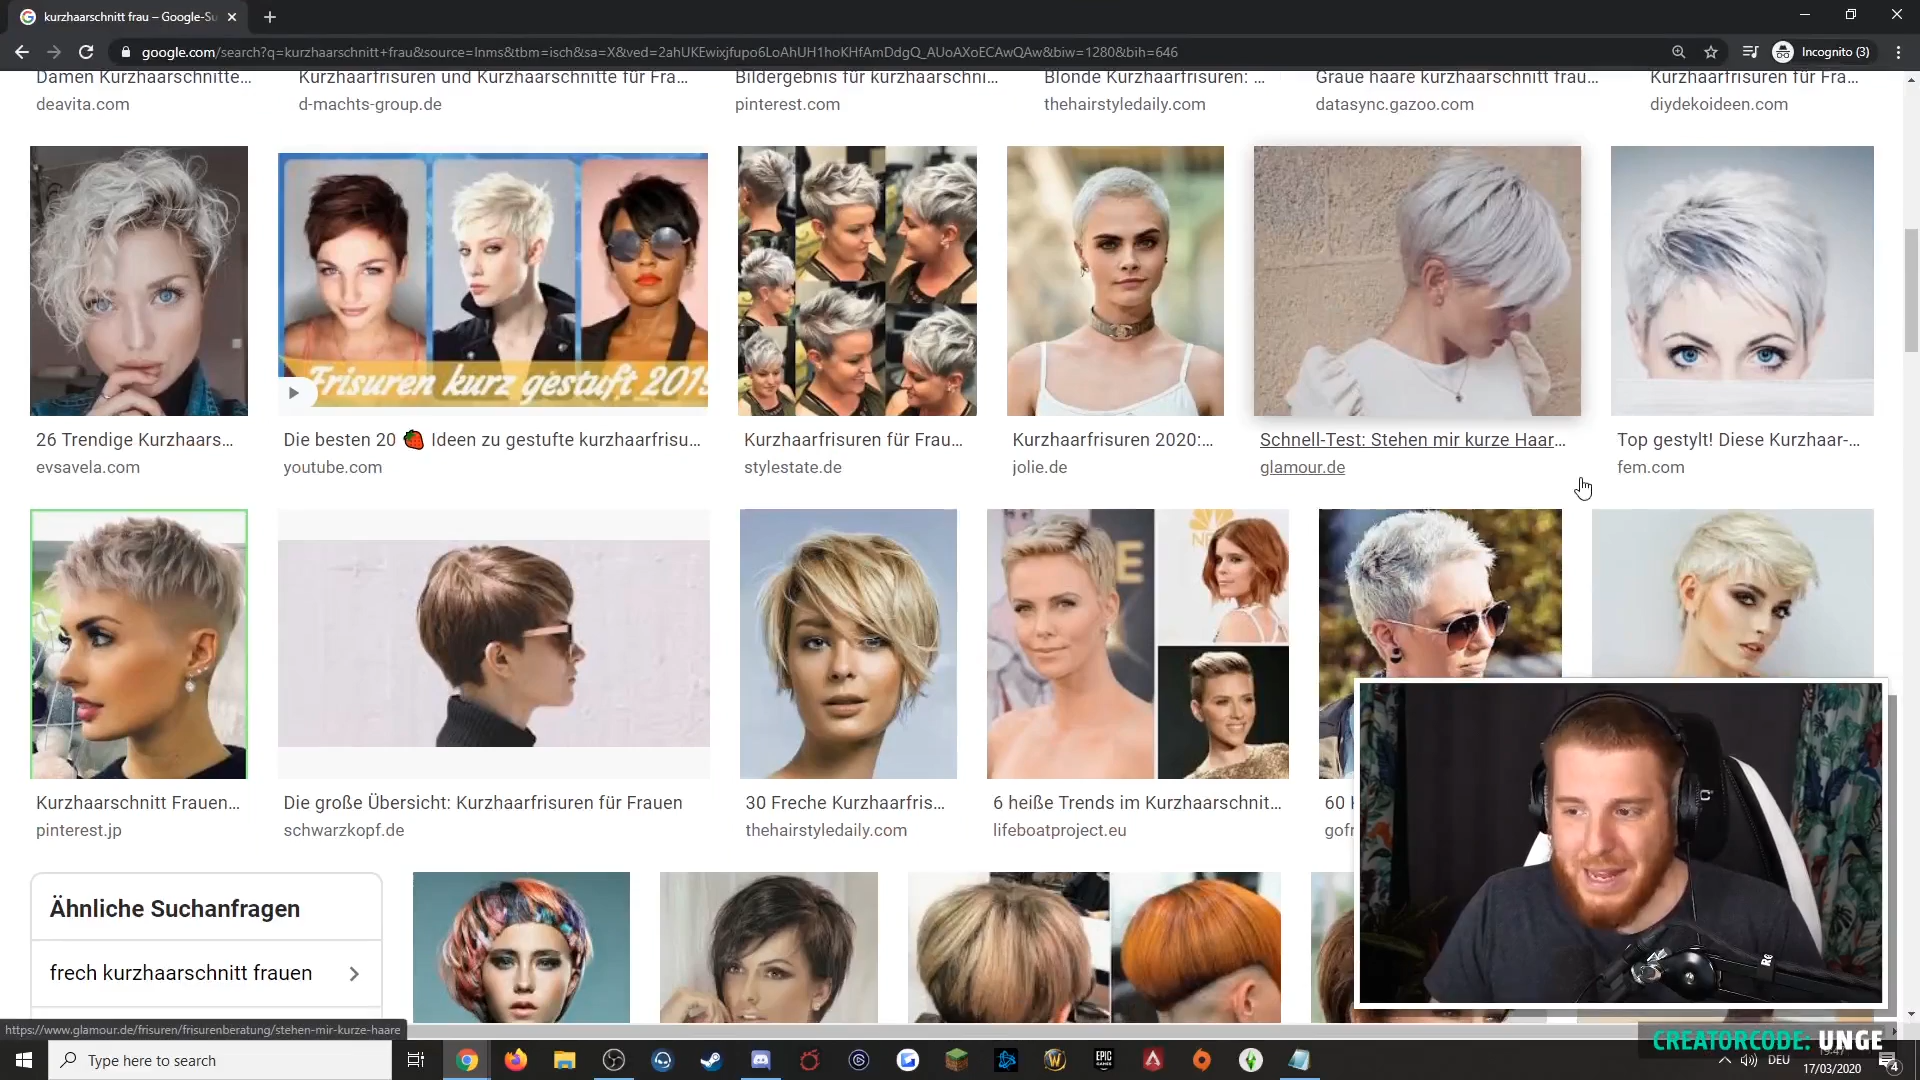 kurzhaarschnitt frau – Google-Su
google.com/search?q=kurzhaarschnitt+frau&source=lnms&tbm=isch&sa=X&ved=2ahUKEwixjfupo6LoAhUH1hoKHfAmDdgQ_AUoAXoECAwQAw&biw=1280&bih=646
Incognito (3)
Damen Kurzhaarschnitte...
Kurzhaarfrisuren und Kurzhaarschnitte für Fra...
Bildergebnis für kurzhaarschni...
Blonde Kurzhaarfrisuren: ...
Graue haare kurzhaarschnitt frau...
Kurzhaarfrisuren für Fra...
deavita.com
d-machts-group.de
pinterest.com
thehairstyledaily.com
datasync.gazoo.com
diydekoideen.com
Frisuren kurz gestuft 2019
26 Trendige Kurzhaars...
Die besten 20 🍓 Ideen zu gestufte kurzhaarfrisu...
Kurzhaarfrisuren für Frau...
Kurzhaarfrisuren 2020:...
Schnell-Test: Stehen mir kurze Haar...
Top gestylt! Diese Kurzhaar-...
evsavela.com
youtube.com
stylestate.de
jolie.de
glamour.de
fem.com
Kurzhaarschnitt Frauen...
Die große Übersicht: Kurzhaarfrisuren für Frauen
30 Freche Kurzhaarfris...
6 heiße Trends im Kurzhaarschnit...
60
pinterest.jp
schwarzkopf.de
thehairstyledaily.com
lifeboatproject.eu
gofr
Ähnliche Suchanfragen
frech kurzhaarschnitt frauen
https://www.glamour.de/frisuren/frisurenberatung/stehen-mir-kurze-haare
CREATORCODE: UNGE
Type here to search
EPIC GAMES
DEU
19:47
17/03/2020
4